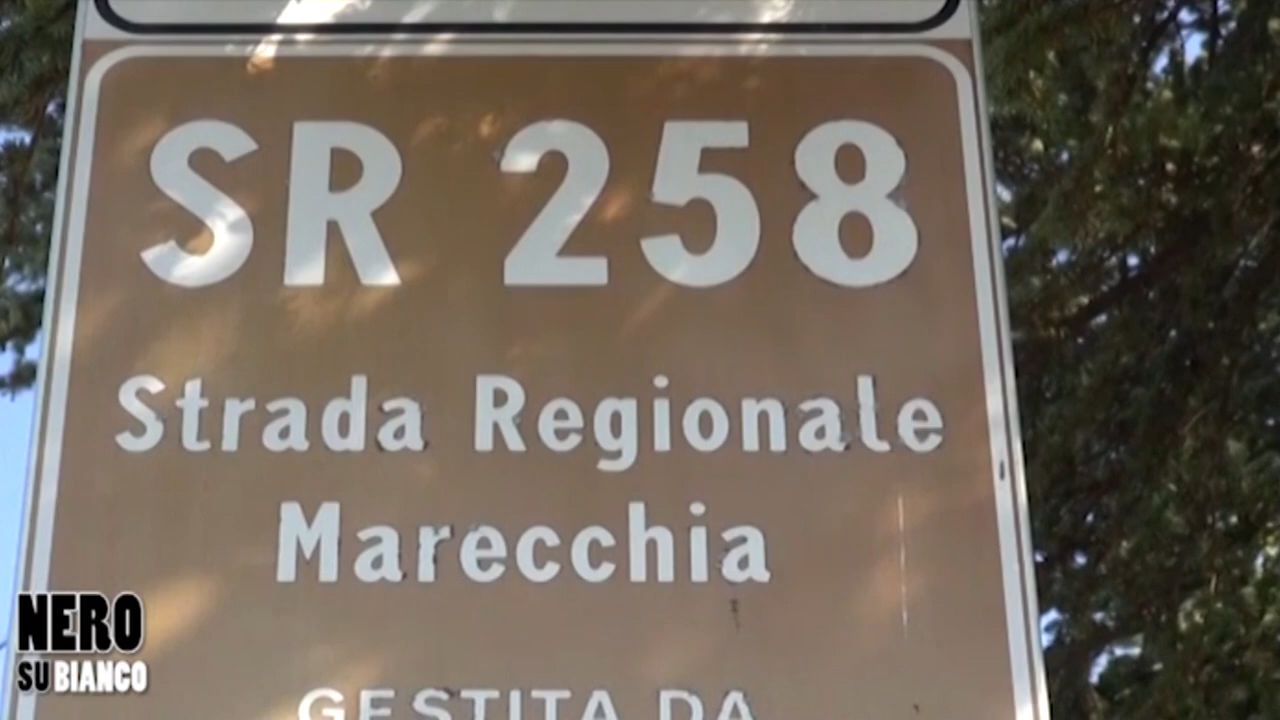 SR 258
Strada Regionale
Marecchia
GESTITA DA
NERO
SU BIANCO